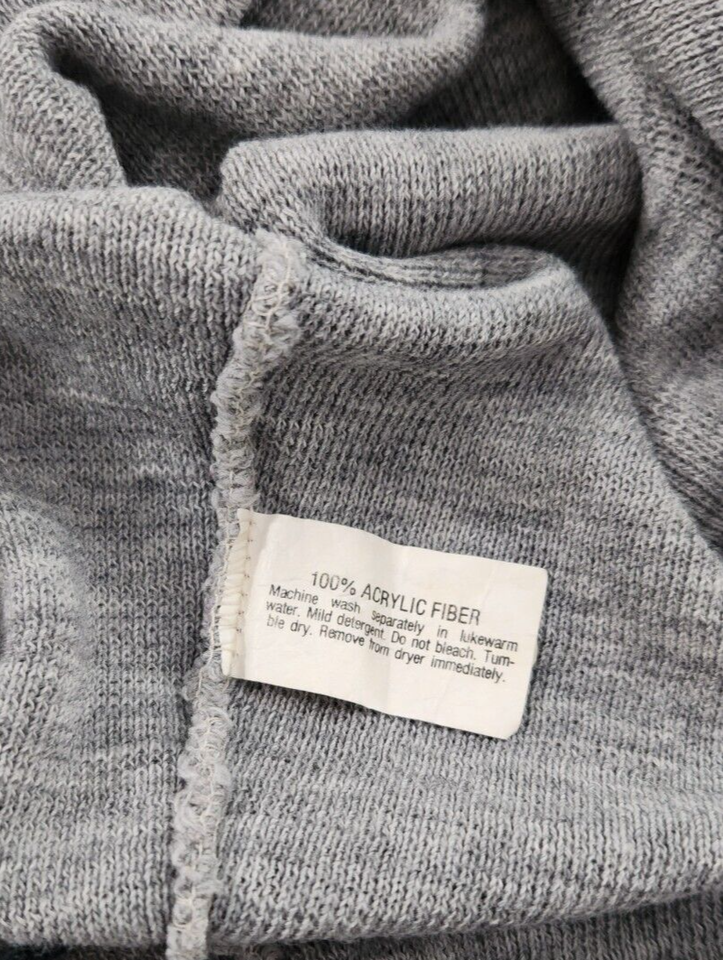 100% ACRYLIC FIBER
Machine wash separately in lukewarm
water. Mild detergent. Do not bleach. Tum-
ble dry. Remove from dryer immediately.